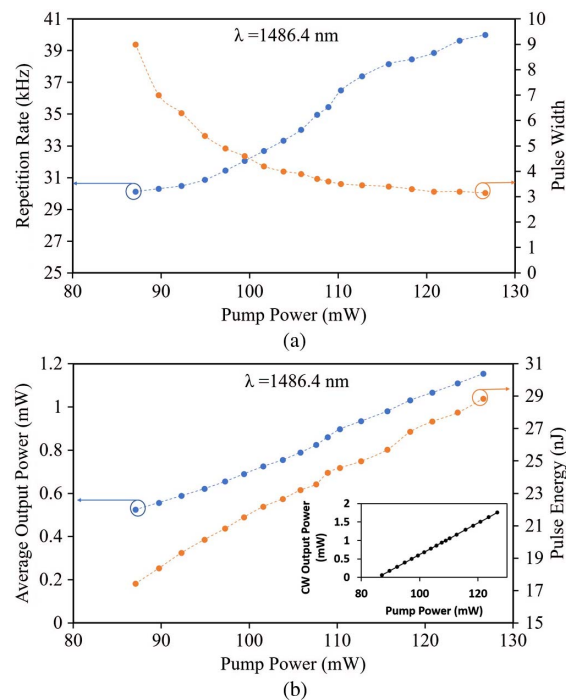 λ =1486.4 nm
Repetition Rate (kHz)
41
39
37
35
33
31
29
27
25
Pulse Width
10
9
8
7
6
5
4
3
2
1
0
80 90 100 110 120 130
Pump Power (mW)
(a)
λ =1486.4 nm
Average Output Power (mW)
1.2
1
0.8
0.6
0.4
0.2
0
Pulse Energy (nJ)
31
29
27
25
23
21
19
17
15
CW Output Power
(mW)
2
1.5
1
0.5
0
80 100 120
Pump Power (mW)
80 90 100 110 120 130
Pump Power (mW)
(b)